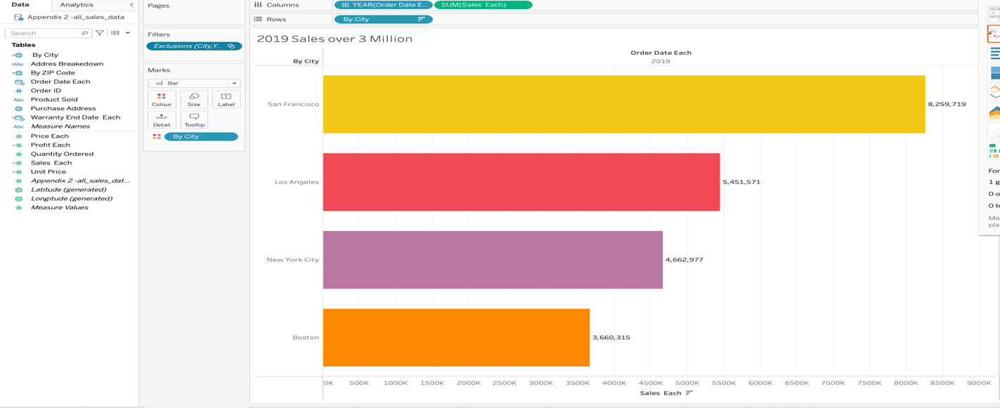 Data
Analytics
Appendix 2 -all_sales_data
Search
Tables
By City
Abc Addres Breakdown
By ZIP Code
Order Date Each
Order ID
Abc Product Sold
Purchase Address
Warranty End Date Each
Abc Measure Names
Price Each
Profit Each
Quantity Ordered
Sales Each
Unit Price
Appendix 2 -all_sales_dat...
Latitude (generated)
Longitude (generated)
Measure Values
Pages
Filters
Exclusions (City,Y..
Marks
Bar
Colour
Size
Label
Detail
Tooltip
By City
Columns
YEAR(Order Date E..
SUM(Sales Each)
Rows
By City
2019 Sales over 3 Million
Order Date Each
By City
2019
San Francisco
8,259,719
Los Angeles
5,451,571
New York City
4,662,977
Boston
3,660,315
0K 500K 1000K 1500K 2000K 2500K 3000K 3500K 4000K 4500K 5000K 5500K 6000K 6500K 7000K 7500K 8000K 8500K 9000K
Sales Each
For
1 g
0 o
0 to
Ma
pla